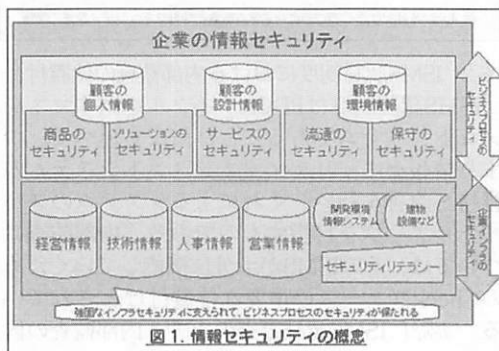 企業の情報セキュリティ
顧客の
個人情報
顧客の
設計情報
顧客の
環境情報
商品の
セキュリティ
ソリューションの
セキュリティ
サービスの
セキュリティ
流通の
セキュリティ
保守の
セキュリティ
ビジネスプロセスの
セキュリティ
経営情報
技術情報
人事情報
営業情報
開発環境
情報システム
建物
設備など
セキュリティリテラシー
企業インフラの
セキュリティ
強固なインフラセキュリティに支えられて、ビジネスプロセスのセキュリティが保たれる
図1. 情報セキュリティの概念